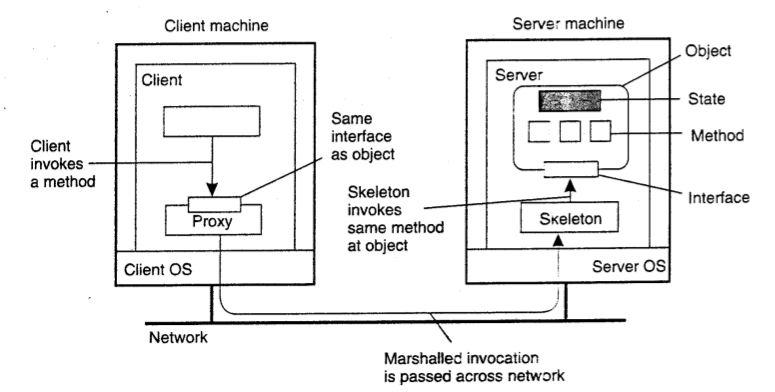 Client machine
Server machine
Client
Server
Object
State
Method
Interface
Client
invokes
a method
Same
interface
as object
Proxy
Skeleton
invokes
same method
at object
Skeleton
Client OS
Server OS
Network
Marshalled invocation
is passed across network